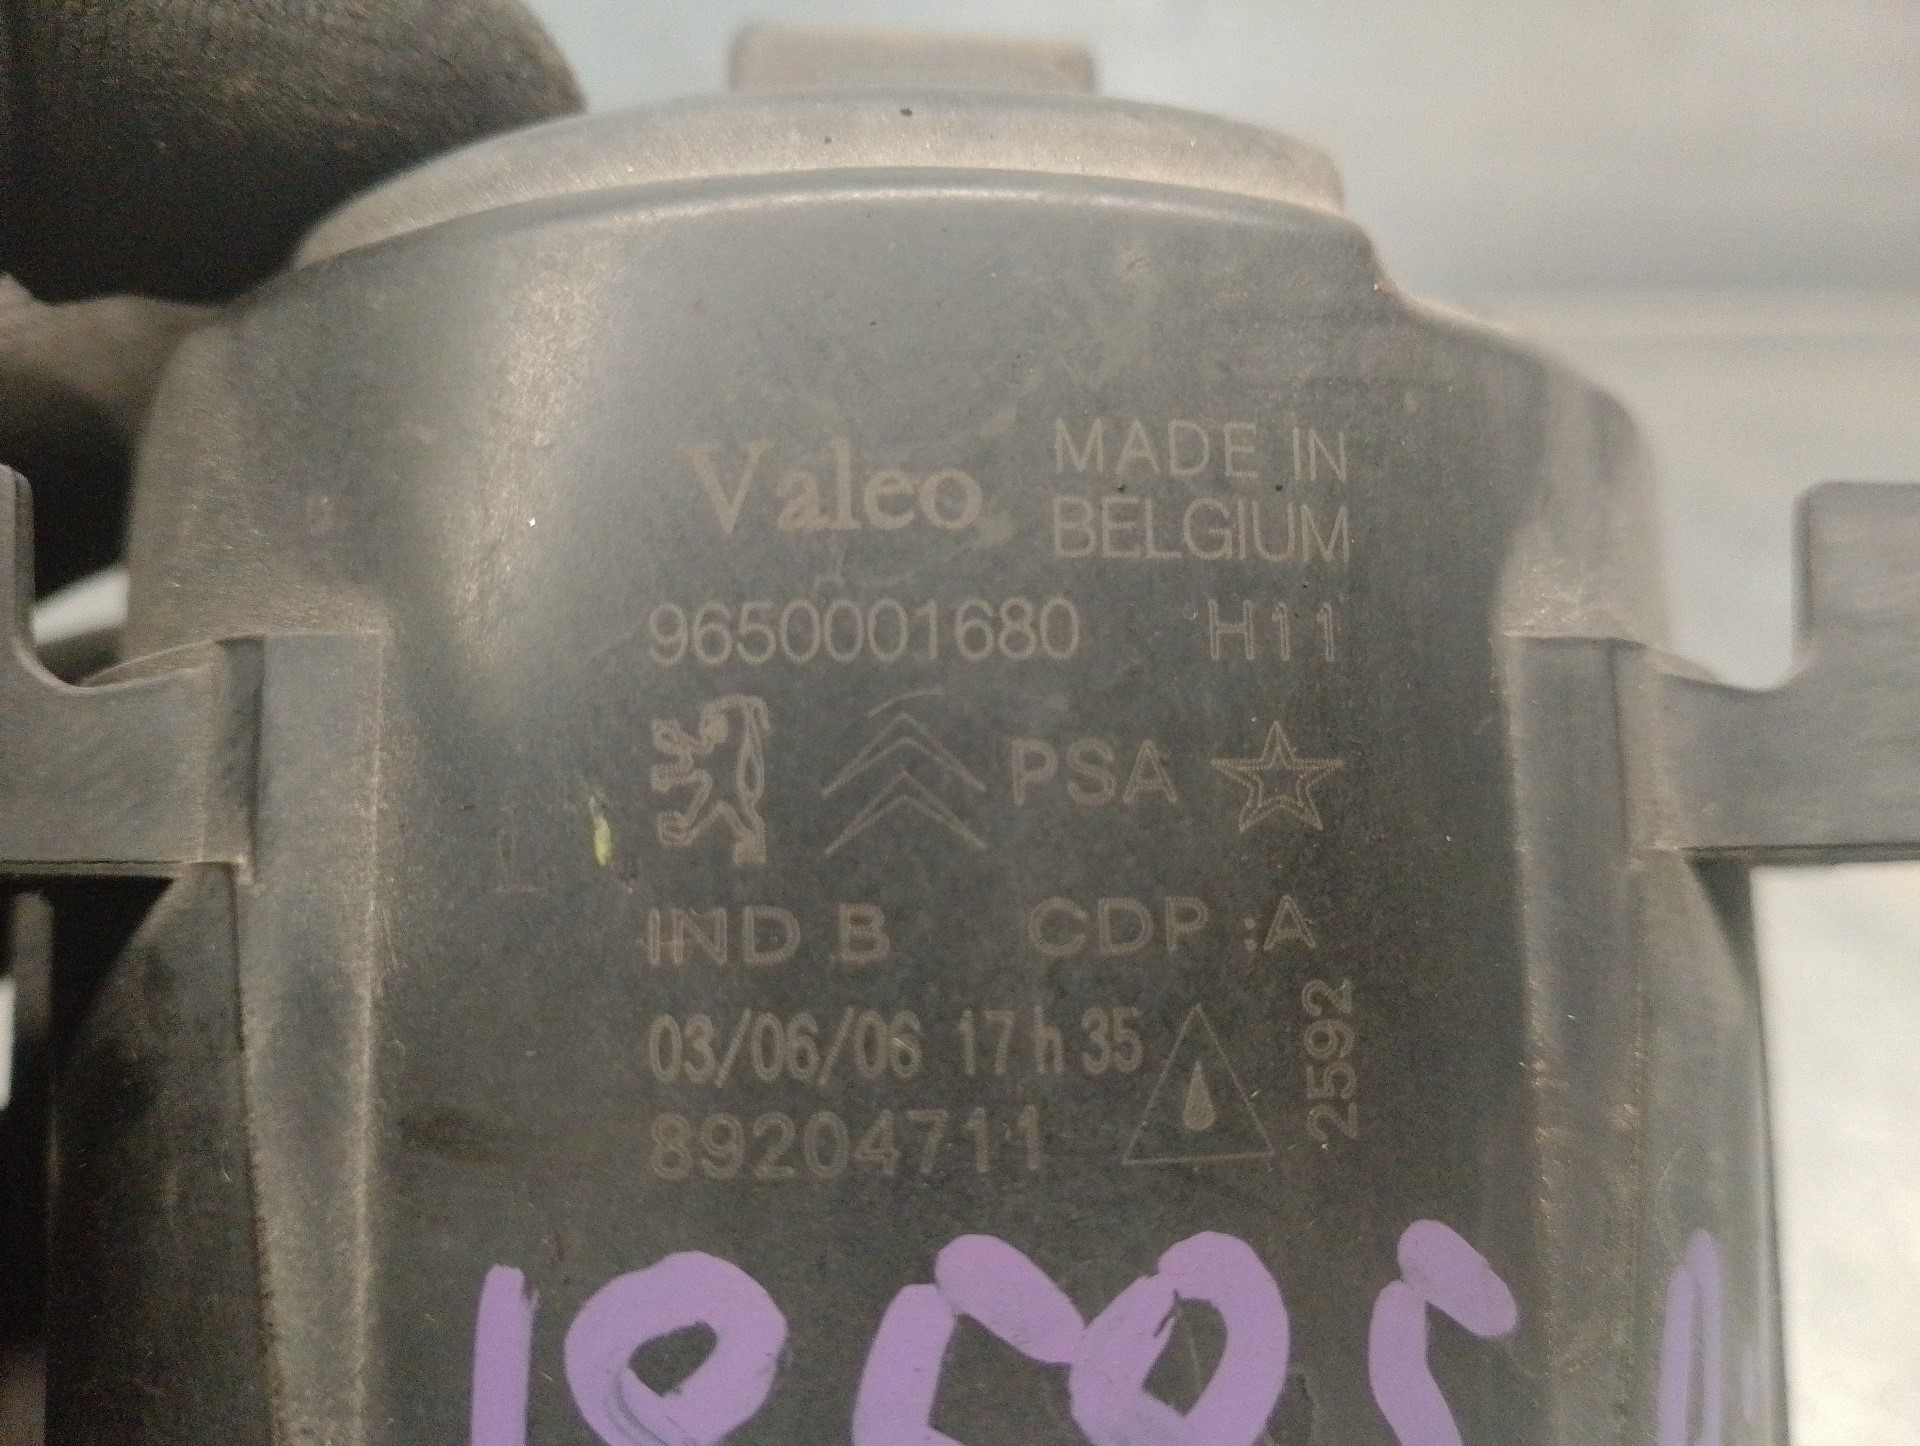 Valeo MADE IN
BELGIUM
9650001680 H11
PSA
IND B CDP :A
03/06/06 17 h 35
2592
89204711